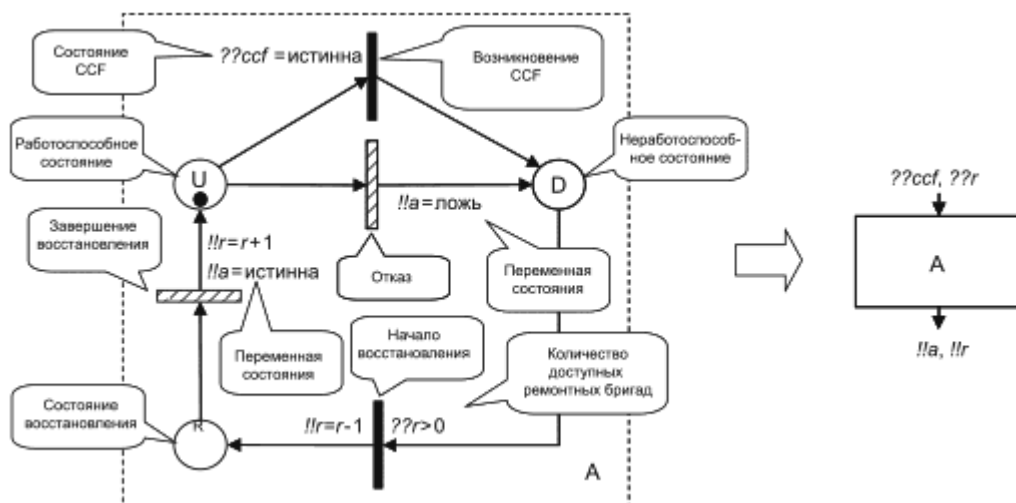 Состояние
CCF
??ccf = истинна
Возникновение
CCF
Работоспособное
состояние
U
D
Неработоспособ-
ное состояние
!!a = ложь
Завершение
восстановления
!!r = r + 1
!!a = истинна
Отказ
Переменная
состояния
Переменная
состояния
Начало
восстановления
Количество
доступных
ремонтных бригад
Состояние
восстановления
R
!!r = r - 1
??r > 0
A
??ccf, ??r
A
!!a, !!r